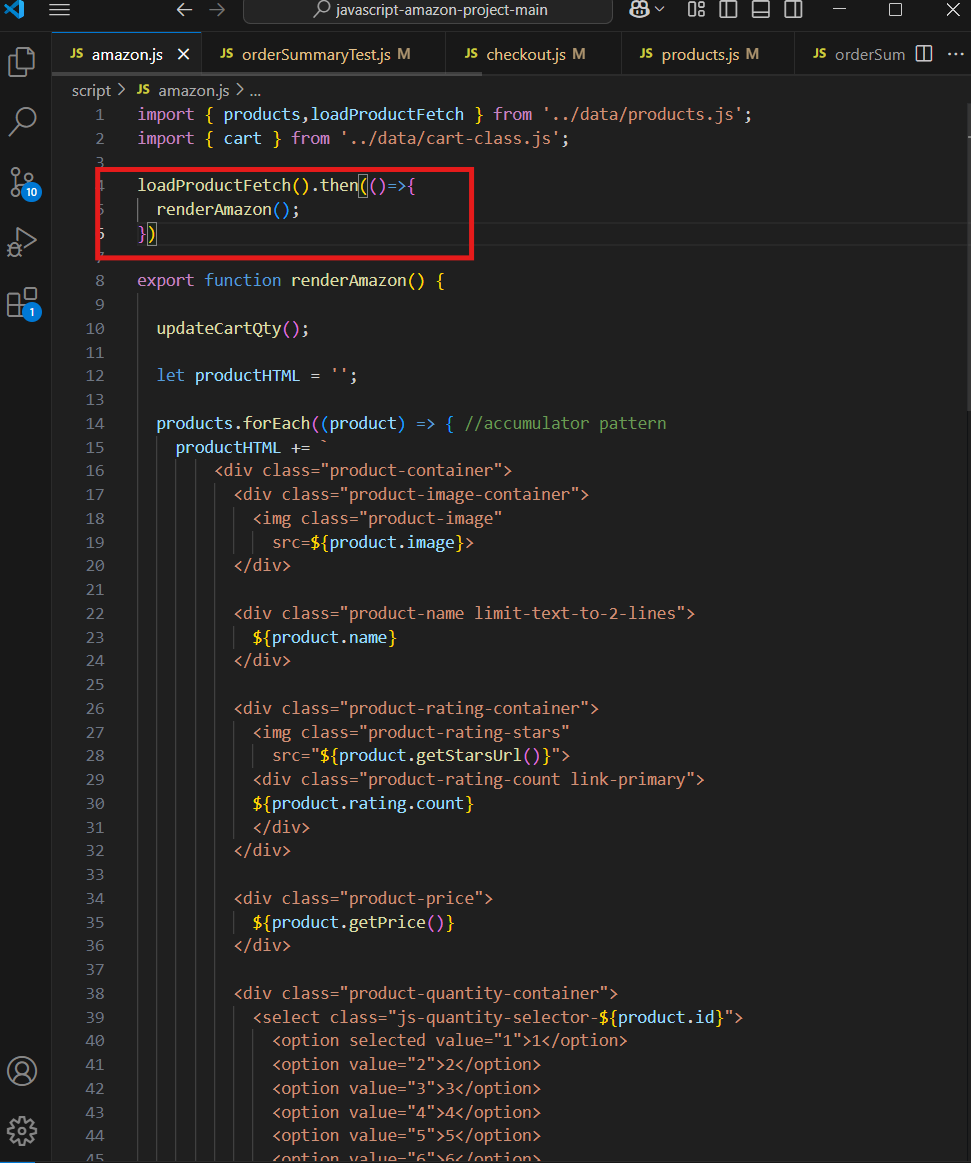 javascript-amazon-project-main
JS amazon.js JS orderSummaryTest.js M JS checkout.js M JS products.js M JS orderSum
script > JS amazon.js > ...
1 import { products,loadProductFetch } from '../data/products.js';
2 import { cart } from '../data/cart-class.js';
3
4 loadProductFetch().then(()=>{
5 renderAmazon();
6 })
7
8 export function renderAmazon() {
9
10 updateCartQty();
11
12 let productHTML = '';
13
14 products.forEach((product) => { //accumulator pattern
15 productHTML += `
16 <div class="product-container">
17 <div class="product-image-container">
18 <img class="product-image"
19 src=${product.image}>
20 </div>
21
22 <div class="product-name limit-text-to-2-lines">
23 ${product.name}
24 </div>
25
26 <div class="product-rating-container">
27 <img class="product-rating-stars"
28 src="${product.getStarsUrl()}">
29 <div class="product-rating-count link-primary">
30 ${product.rating.count}
31 </div>
32 </div>
33
34 <div class="product-price">
35 ${product.getPrice()}
36 </div>
37
38 <div class="product-quantity-container">
39 <select class="js-quantity-selector-${product.id}">
40 <option selected value="1">1</option>
41 <option value="2">2</option>
42 <option value="3">3</option>
43 <option value="4">4</option>
44 <option value="5">5</option>
45 <option value="6">6</option>
10
1